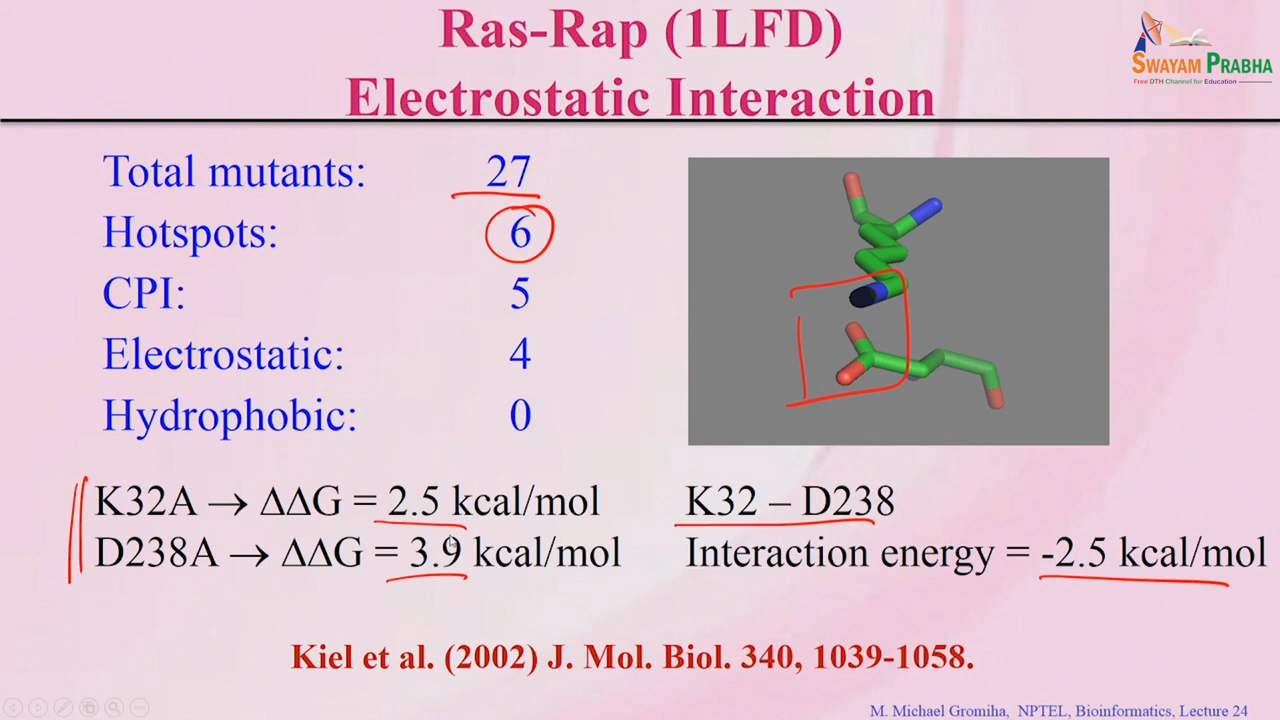 Ras-Rap (1LFD)
Electrostatic Interaction
SWAYAM PRABHA
Free DTH Channel for Education
Total mutants: 27
Hotspots: 6
CPI: 5
Electrostatic: 4
Hydrophobic: 0
K32A → ΔΔG = 2.5 kcal/mol
D238A → ΔΔG = 3.9 kcal/mol
K32 – D238
Interaction energy = -2.5 kcal/mol
Kiel et al. (2002) J. Mol. Biol. 340, 1039-1058.
M. Michael Gromiha, NPTEL, Bioinformatics, Lecture 24